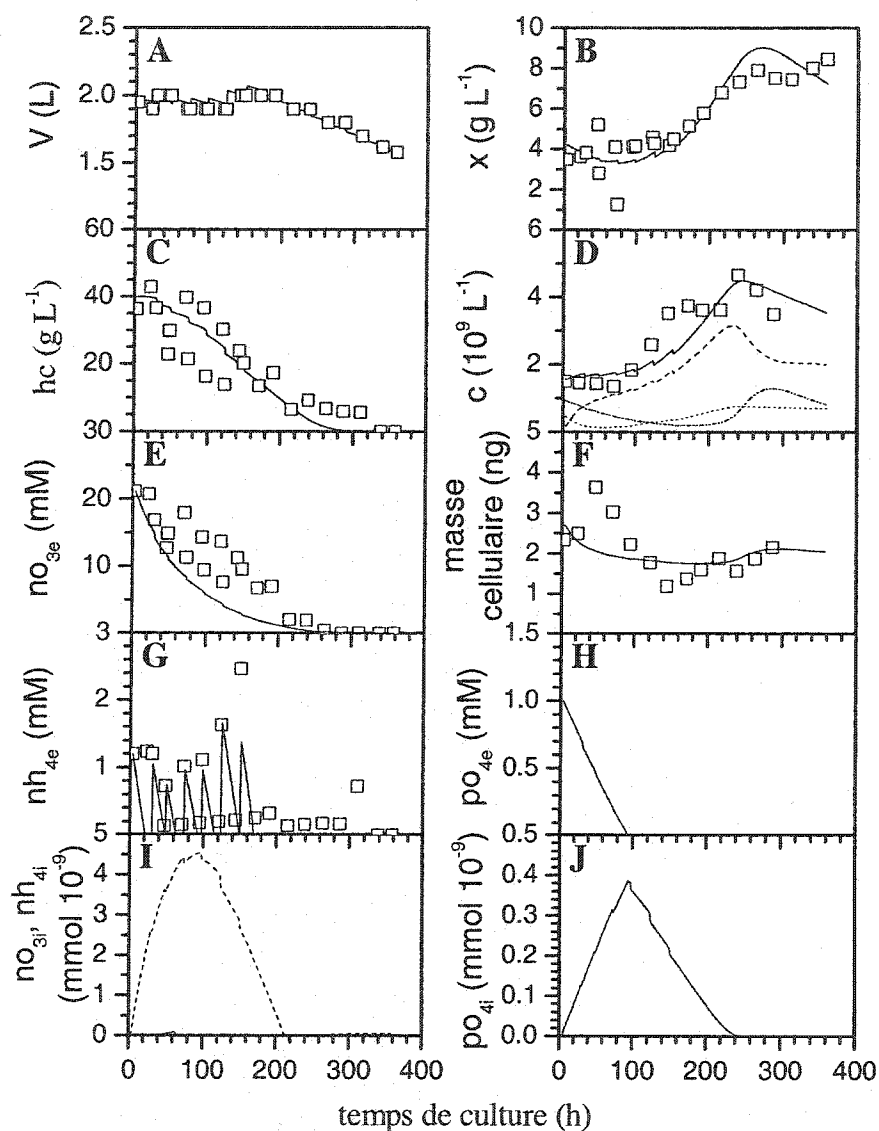 A
B
2.5
2.0
1.5
60
V (L)
10
8
6
4
2
6
x (g L⁻¹)
C
D
40
20
30
hc (g L⁻¹)
4
2
5
c (10⁹ L⁻¹)
E
F
20
10
3
no₃ₑ (mM)
4
3
2
1
1.5
masse
cellulaire (ng)
G
H
2
1
5
nh₄ₑ (mM)
1.0
0.5
0.5
po₄ₑ (mM)
I
J
4
3
2
1
0
no₃ᵢ, nh₄ᵢ
(mmol 10⁻⁹)
0.4
0.3
0.2
0.1
0.0
po₄ᵢ (mmol 10⁻⁹)
0 100 200 300 400
0 100 200 300 400
temps de culture (h)